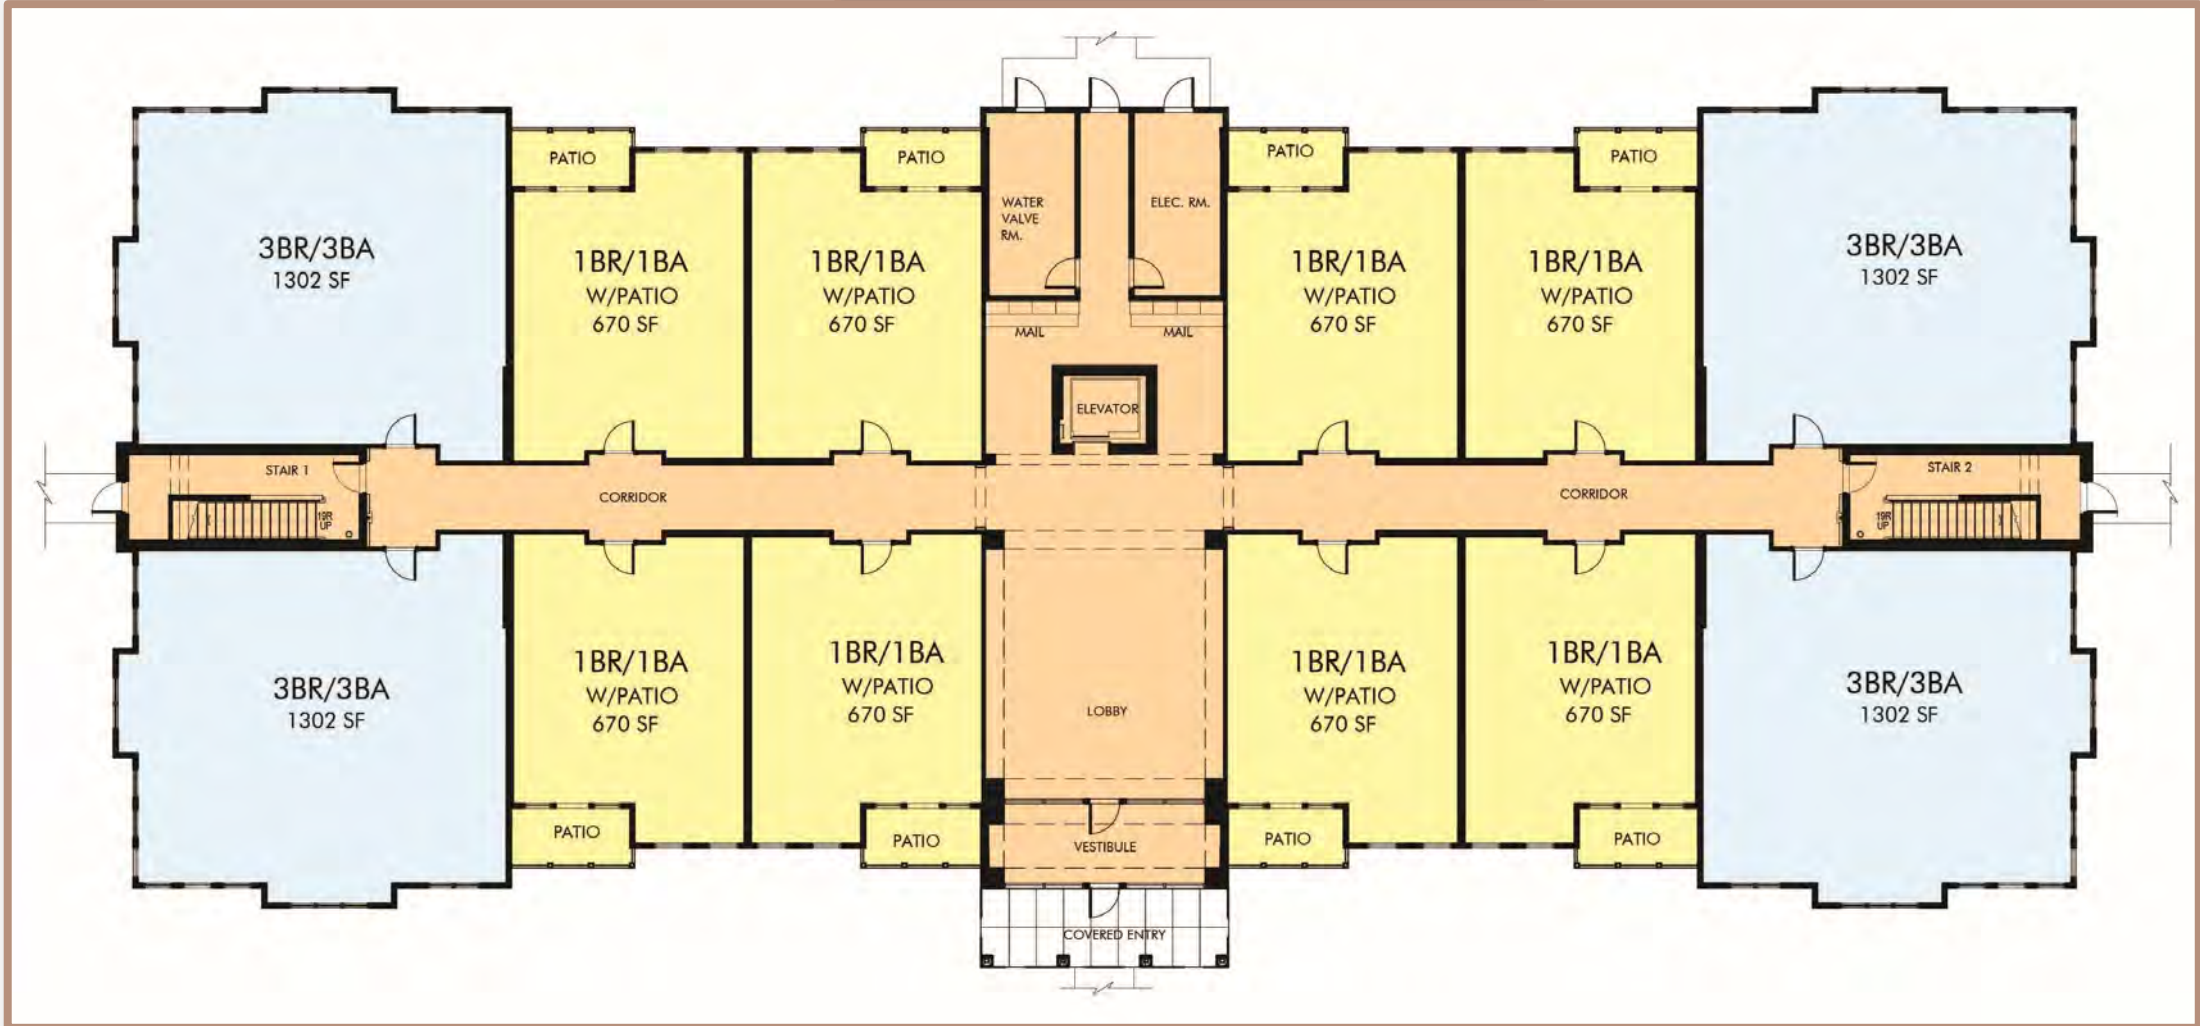 PATIO
PATIO
PATIO
PATIO
WATER
VALVE
RM.
ELEC. RM.
3BR/3BA
1302 SF
1BR/1BA
W/PATIO
670 SF
1BR/1BA
W/PATIO
670 SF
1BR/1BA
W/PATIO
670 SF
1BR/1BA
W/PATIO
670 SF
3BR/3BA
1302 SF
MAIL
MAIL
ELEVATOR
STAIR 1
19R
UP
CORRIDOR
CORRIDOR
STAIR 2
19R
UP
3BR/3BA
1302 SF
1BR/1BA
W/PATIO
670 SF
1BR/1BA
W/PATIO
670 SF
LOBBY
1BR/1BA
W/PATIO
670 SF
1BR/1BA
W/PATIO
670 SF
3BR/3BA
1302 SF
PATIO
PATIO
VESTIBULE
PATIO
PATIO
COVERED ENTRY